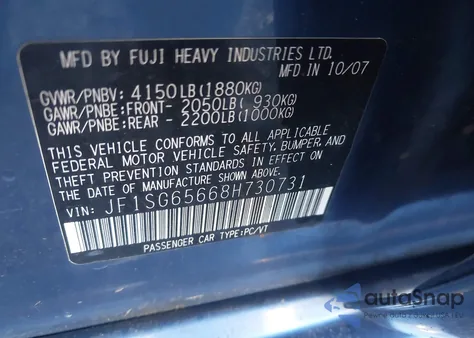 MFD BY FUJI HEAVY INDUSTRIES LTD.
MFD IN 10/07
GVWR/PNBV: 4150LB(1880KG)
GAWR/PNBE:FRONT- 2050LB( 930KG)
GAWR/PNBE:REAR - 2200LB(1000KG)
THIS VEHICLE CONFORMS TO ALL APPLICABLE
FEDERAL MOTOR VEHICLE SAFETY, BUMPER, AND
THEFT PREVENTION STANDARDS IN EFFECT ON
THE DATE OF MANUFACTURE SHOWN ABOVE.
VIN: JF1SG65668H730731
PASSENGER CAR TYPE:PC/VT
autoSnap